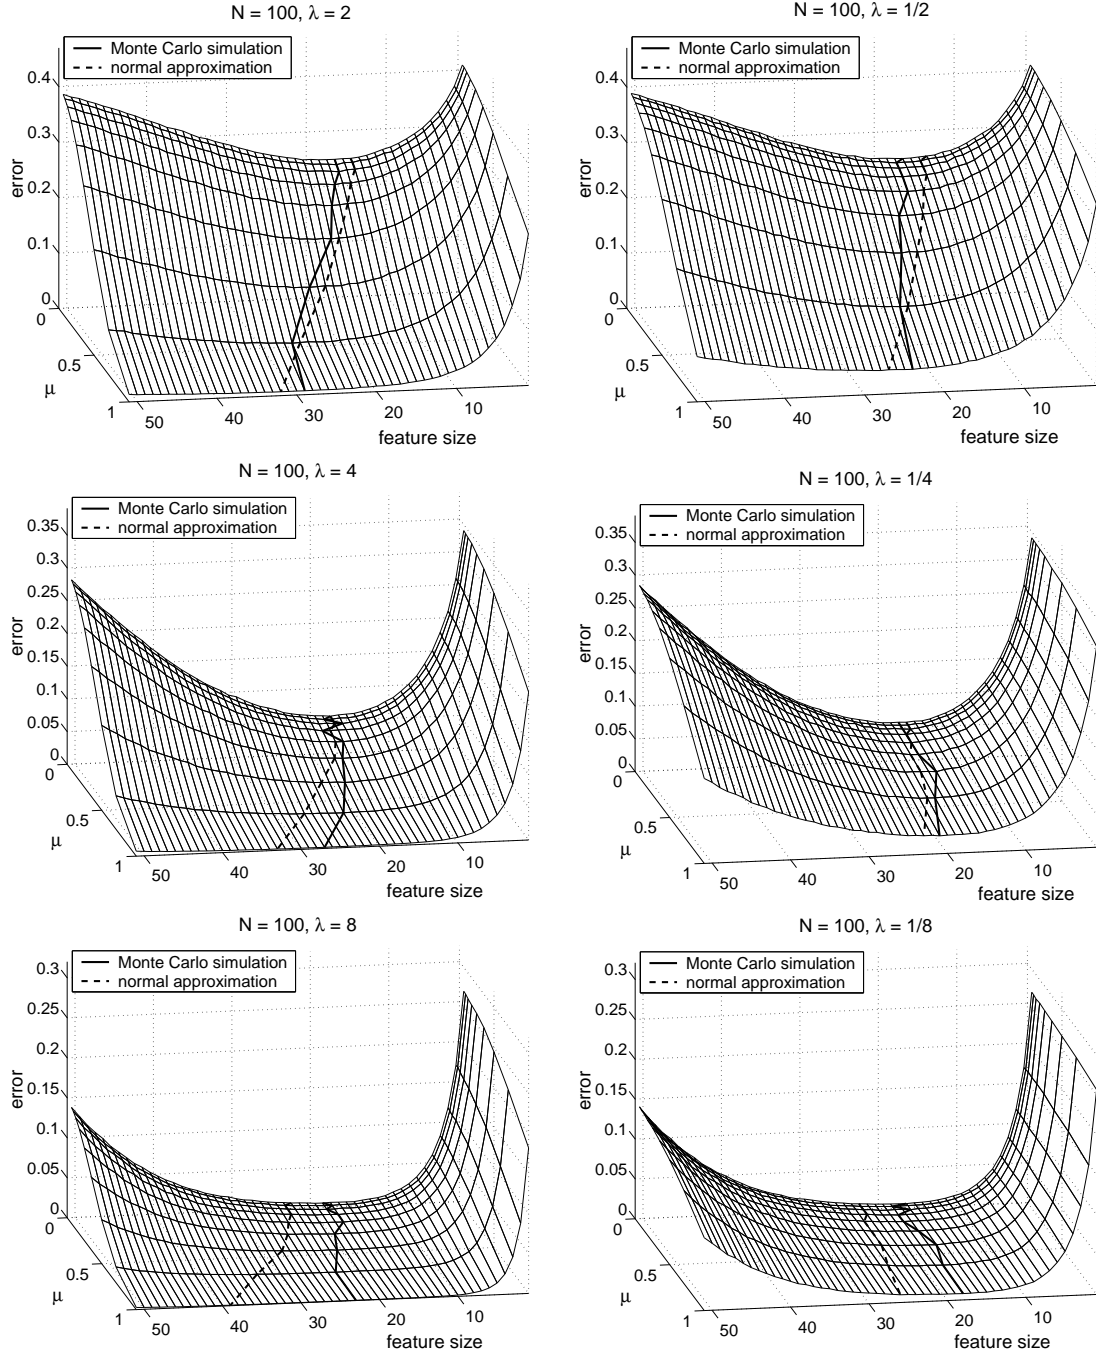 N = 100, λ = 2
Monte Carlo simulation
normal approximation
0.4
0.3
0.2
0.1
0
error
0
0.5
1
μ
50
40
30
20
10
feature size
N = 100, λ = 1/2
Monte Carlo simulation
normal approximation
0.4
0.3
0.2
0.1
0
error
0
0.5
1
μ
50
40
30
20
10
feature size
N = 100, λ = 4
Monte Carlo simulation
normal approximation
0.35
0.3
0.25
0.2
0.15
0.1
0.05
0
error
0
0.5
1
μ
50
40
30
20
10
feature size
N = 100, λ = 1/4
Monte Carlo simulation
normal approximation
0.35
0.3
0.25
0.2
0.15
0.1
0.05
0
error
0
0.5
1
μ
50
40
30
20
10
feature size
N = 100, λ = 8
Monte Carlo simulation
normal approximation
0.3
0.25
0.2
0.15
0.1
0.05
0
error
0
0.5
1
μ
50
40
30
20
10
feature size
N = 100, λ = 1/8
Monte Carlo simulation
normal approximation
0.3
0.25
0.2
0.15
0.1
0.05
0
error
0
0.5
1
μ
50
40
30
20
10
feature size